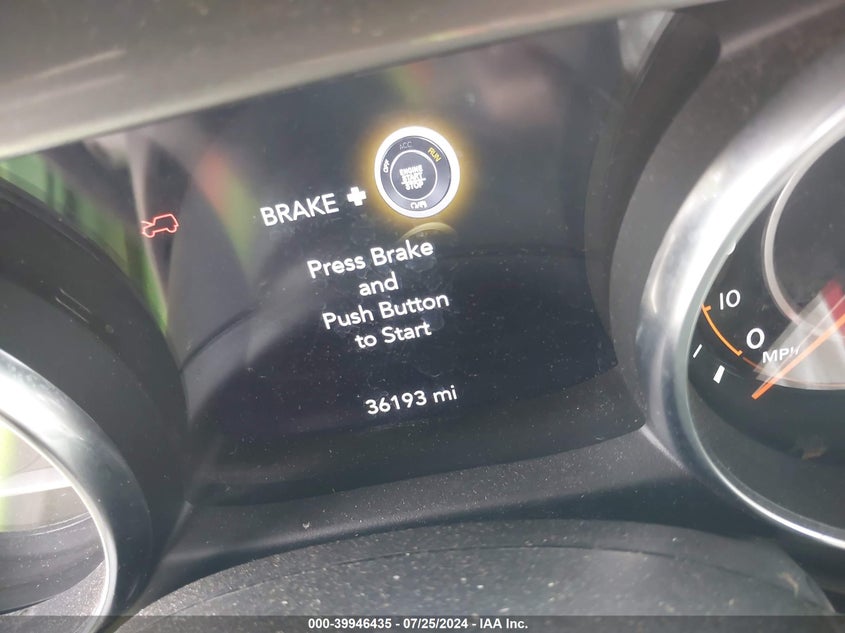 OFF ACC RUN
ENGINE
START
STOP
BRAKE +
Press Brake
and
Push Button
to Start
36193 mi
10
0
MPH
000-39946435 - 07/25/2024 - IAA Inc.